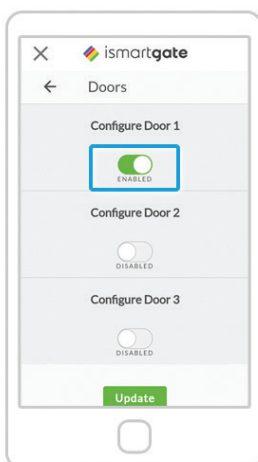 ismartgate
Doors
Configure Door 1
ENABLED
Configure Door 2
DISABLED
Configure Door 3
DISABLED
Update